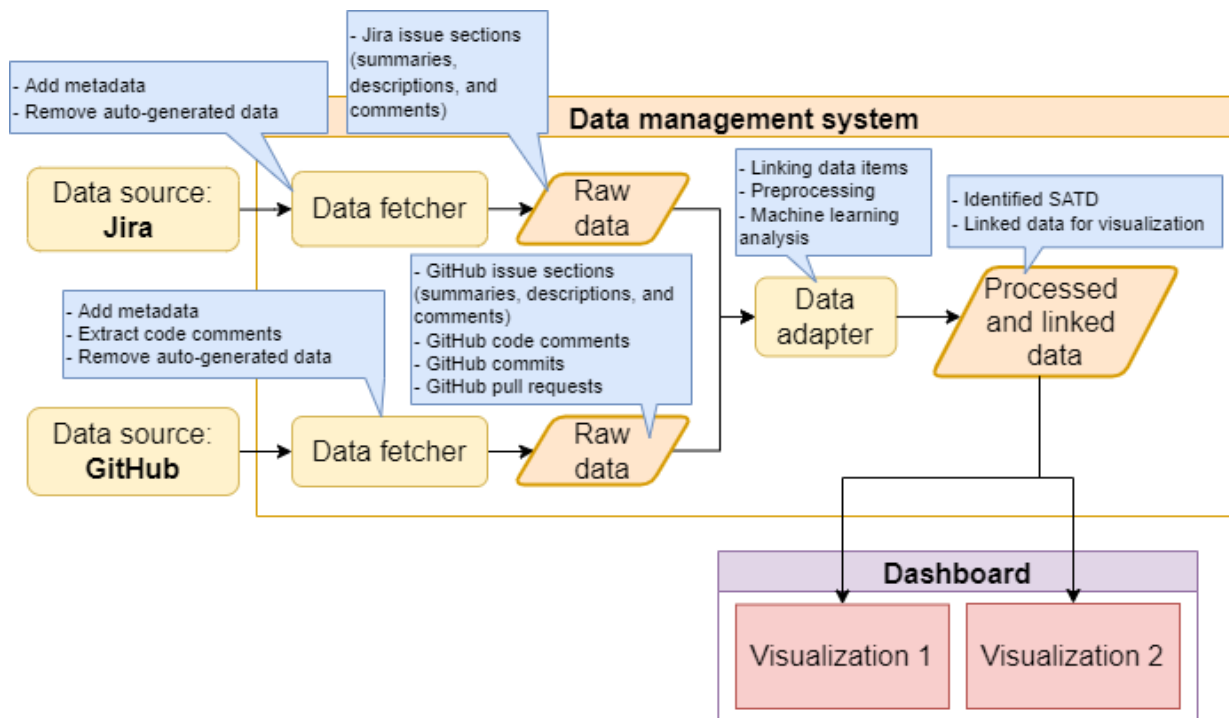 - Jira issue sections
(summaries,
descriptions, and
comments)
- Add metadata
- Remove auto-generated data
Data management system
Data source:
Jira
Data fetcher
Raw
data
- Linking data items
- Preprocessing
- Machine learning
analysis
- Identified SATD
- Linked data for visualization
- GitHub issue sections
(summaries, descriptions, and
comments)
- GitHub code comments
- GitHub commits
- GitHub pull requests
- Add metadata
- Extract code comments
- Remove auto-generated data
Data
adapter
Processed
and linked
data
Data source:
GitHub
Data fetcher
Raw
data
Dashboard
Visualization 1
Visualization 2